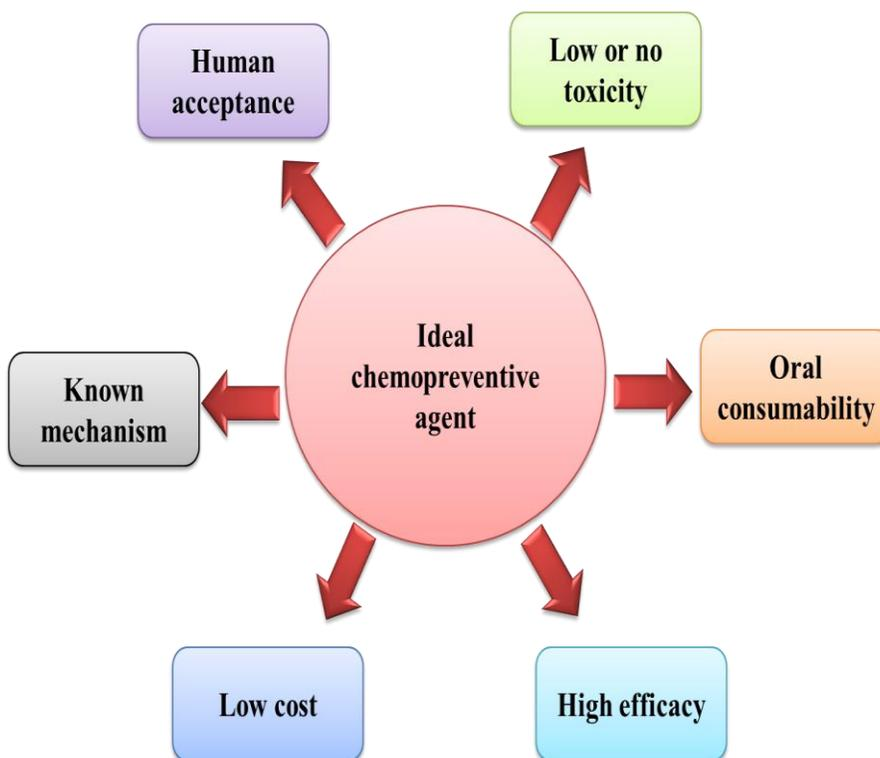 Human
acceptance
Low or no
toxicity
Ideal
chemopreventive
agent
Known
mechanism
Oral
consumability
Low cost
High efficacy